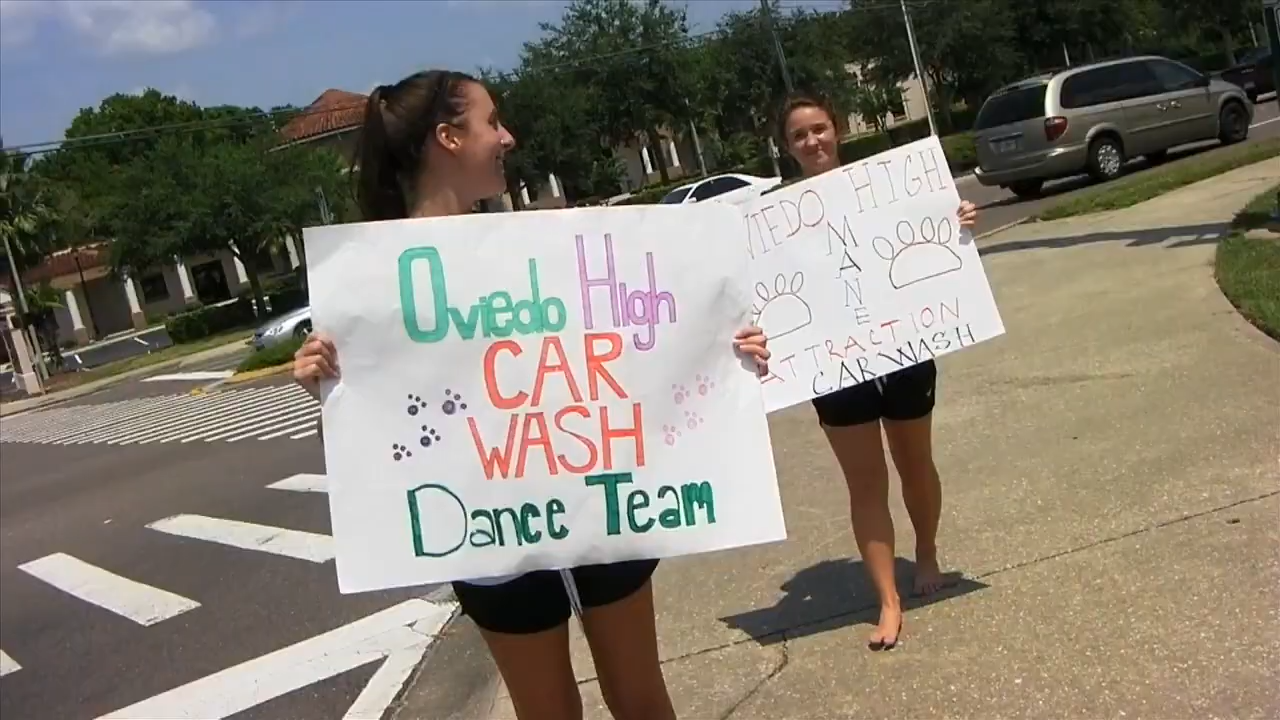 Oviedo High
CAR
WASH
Dance Team
VIEDO HIGH
MANE
ATTRACTION
CAR WASH